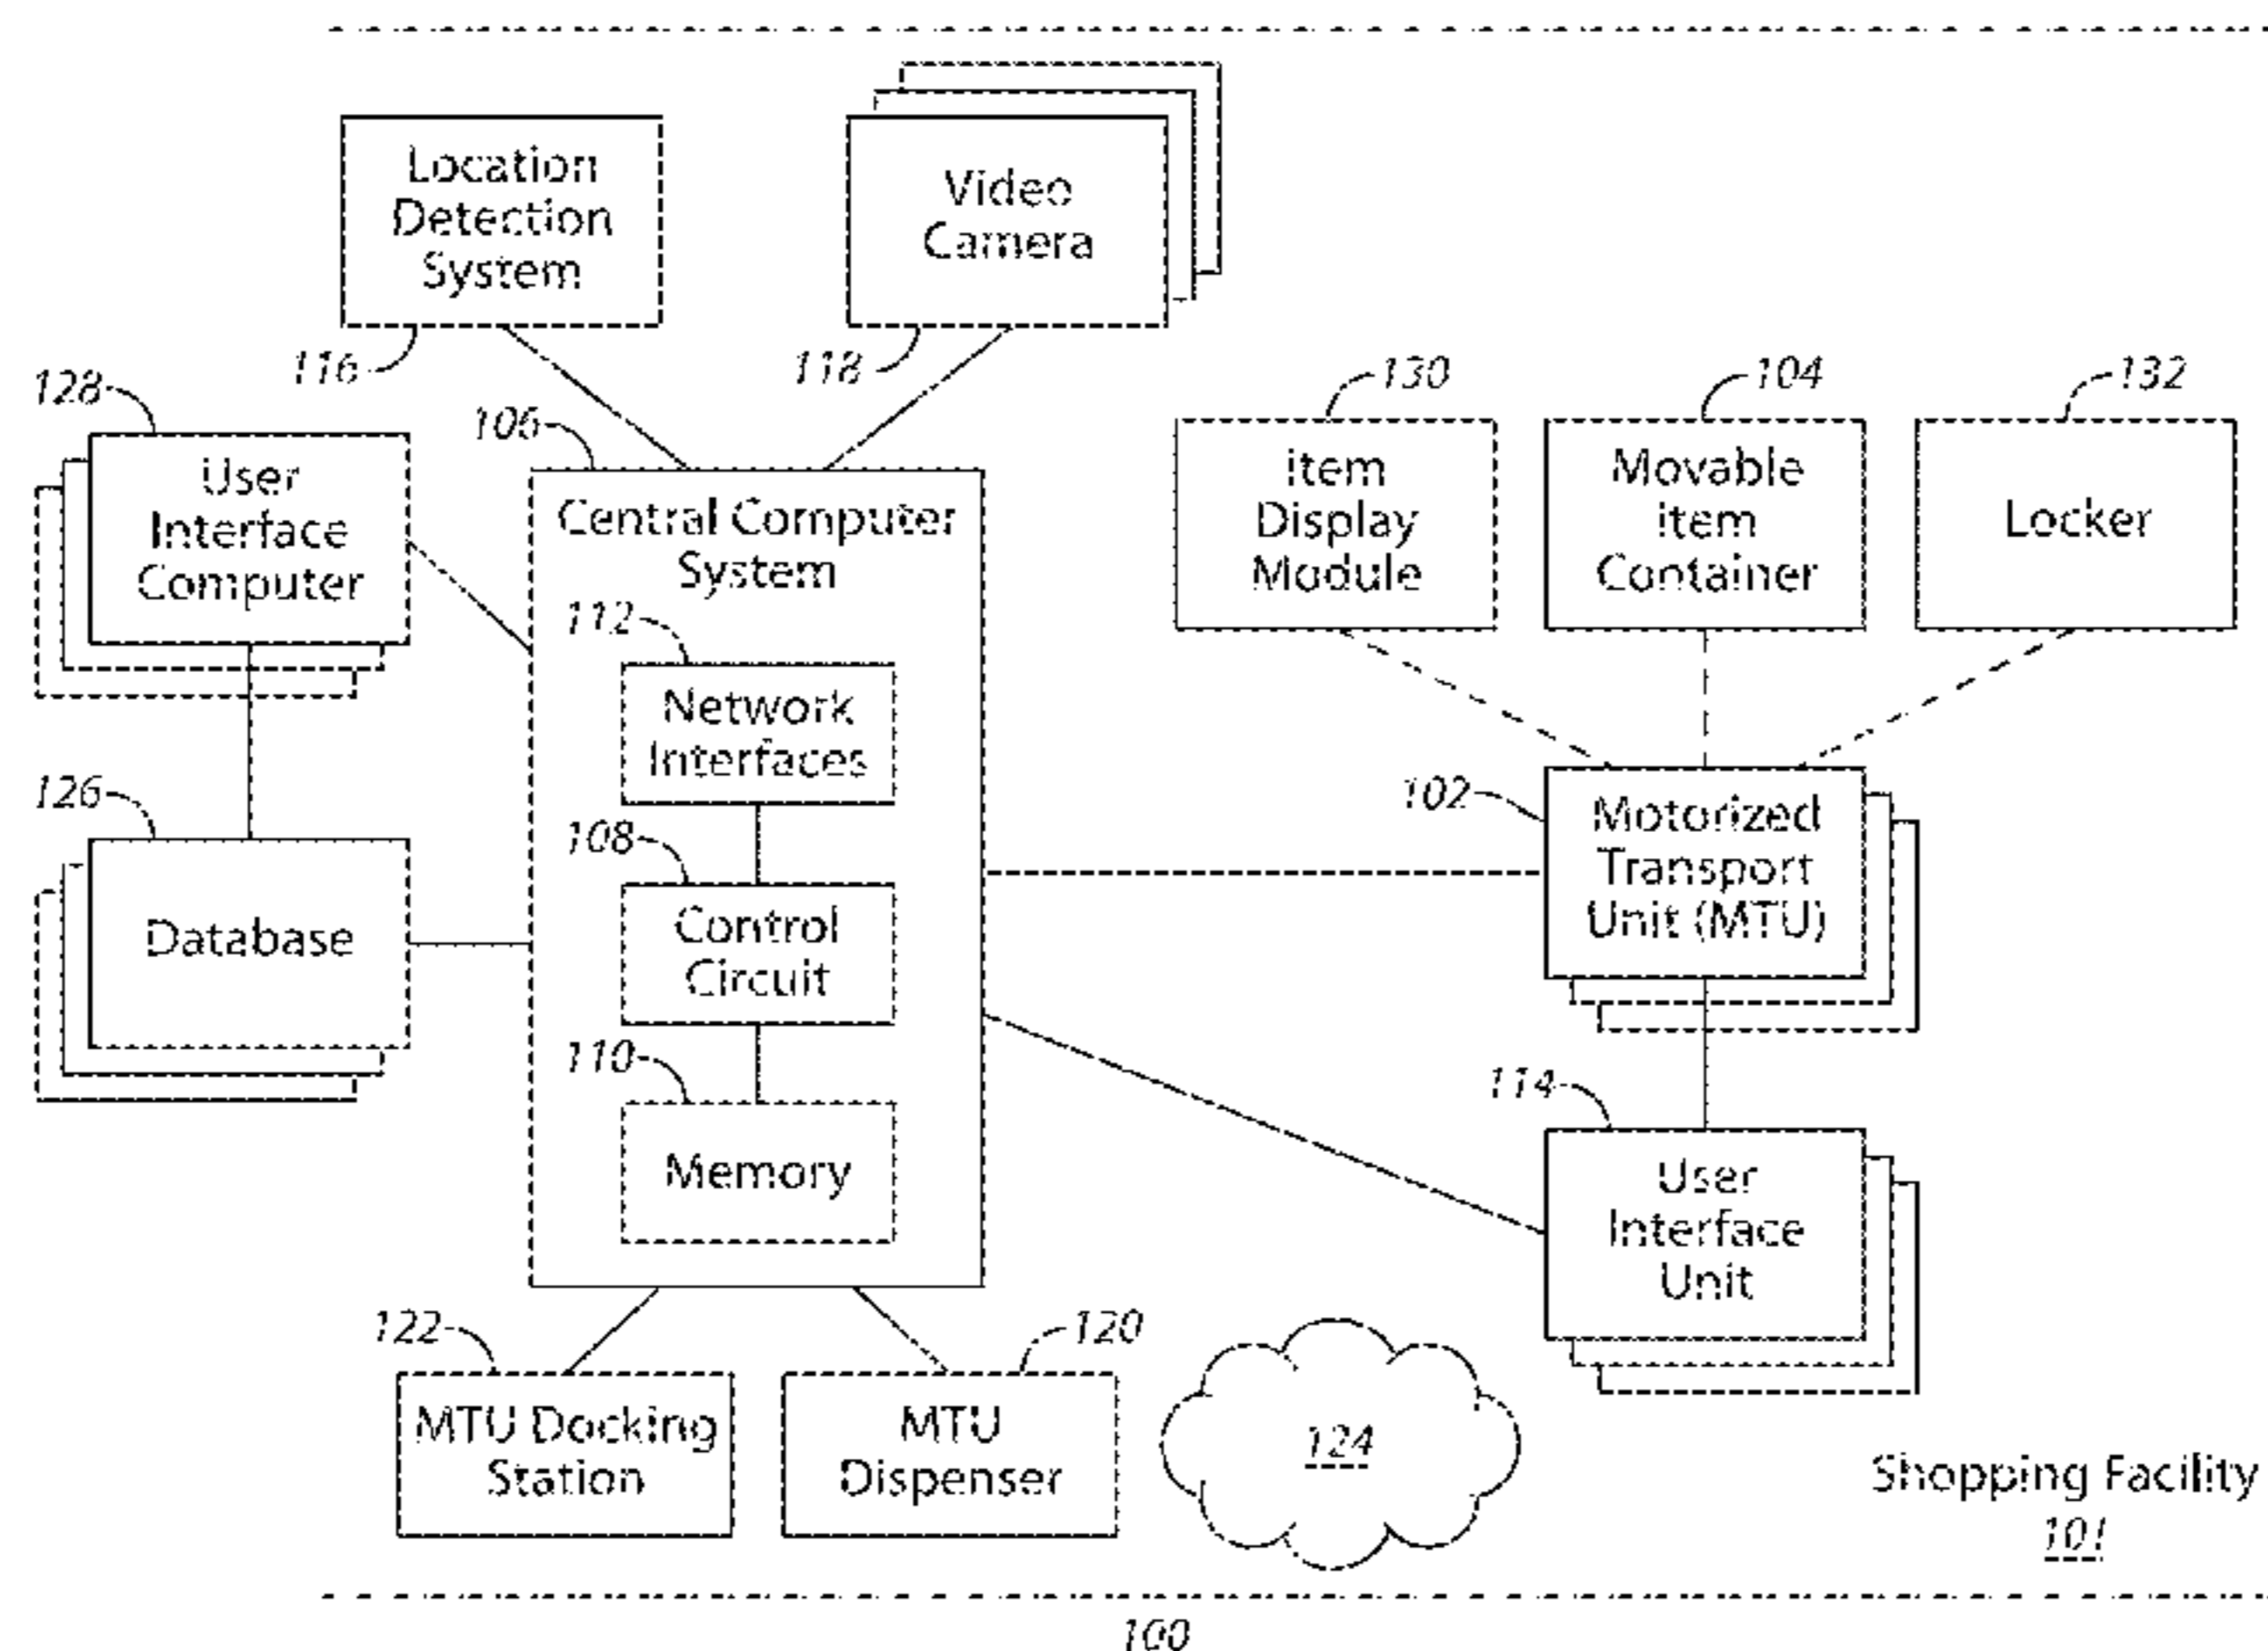 Location
Detection
System
116
Video
Camera
118
128
User
Interface
Computer
106
Central Computer
System
130
item
Display
Module
104
Movable
item
Container
132
Locker
112
Network
Interfaces
126
Database
108
Control
Circuit
102
Motorized
Transport
Unit (MTU)
110
Memory
114
User
Interface
Unit
122
MTU Docking
Station
120
MTU
Dispenser
124
Shopping Facility
101
100